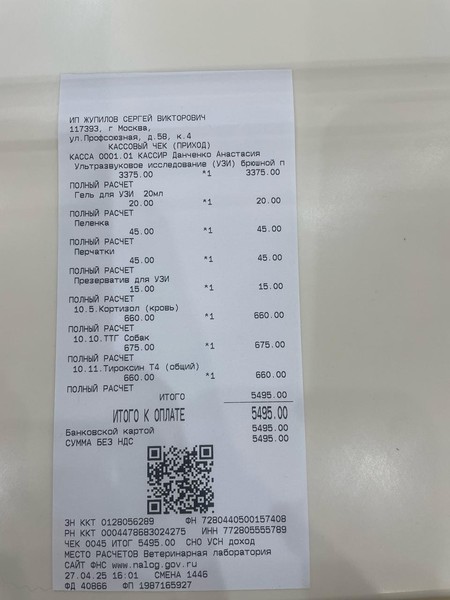 ИП ЖУПИЛОВ СЕРГЕЙ ВИКТОРОВИЧ
117393, г Москва,
ул.Профсоюзная, д.58, к.4
КАССОВЫЙ ЧЕК (ПРИХОД)
КАССА 0001.01 КАССИР Данченко Анастасия
Ультразвуковое исследование (УЗИ) брюшной п
3375.00 *1 3375.00
ПОЛНЫЙ РАСЧЕТ
Гель для УЗИ 20мл
20.00 *1 20.00
ПОЛНЫЙ РАСЧЕТ
Пеленка
45.00 *1 45.00
ПОЛНЫЙ РАСЧЕТ
Перчатки
45.00 *1 45.00
ПОЛНЫЙ РАСЧЕТ
Презерватив для УЗИ
15.00 *1 15.00
ПОЛНЫЙ РАСЧЕТ
10.5.Кортизол (кровь)
660.00 *1 660.00
ПОЛНЫЙ РАСЧЕТ
10.10.ТТГ Собак
675.00 *1 675.00
ПОЛНЫЙ РАСЧЕТ
10.11.Тироксин Т4 (общий)
660.00 *1 660.00
ПОЛНЫЙ РАСЧЕТ
ИТОГО 5495.00
ИТОГО К ОПЛАТЕ 5495.00
Банковской картой 5495.00
СУММА БЕЗ НДС 5495.00
ЗН ККТ 0128056289 ФН 7280440500157408
РН ККТ 0004478683024275 ИНН 772805555789
ЧЕК 0045 ИТОГ 5495.00 СНО УСН доход
МЕСТО РАСЧЕТОВ Ветеринарная лаборатория
САЙТ ФНС www.nalog.gov.ru
27.04.25 16:01 СМЕНА 1446
ФД 40866 ФП 1987165927